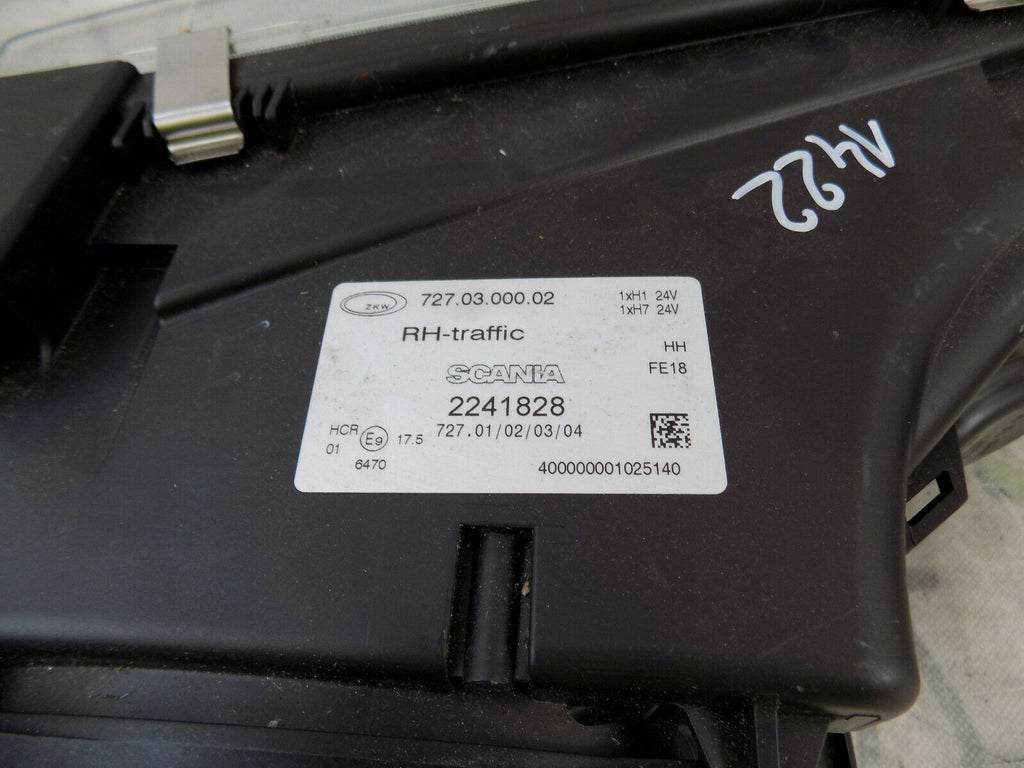 1422
ZKW 727.03.000.02 1xH1 24V
1xH7 24V
RH-traffic
HH
SCANIA FE18
2241828
727.01/02/03/04
HCR E9 17.5
01
6470 400000001025140